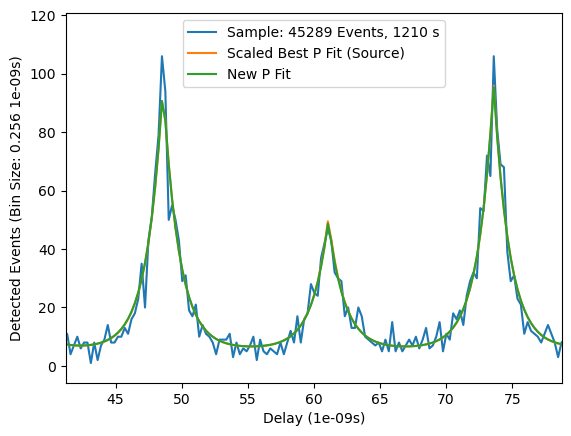 Sample: 45289 Events, 1210 s
Scaled Best P Fit (Source)
New P Fit
Detected Events (Bin Size: 0.256 1e-09s)
120
100
80
60
40
20
0
45 50 55 60 65 70 75
Delay (1e-09s)